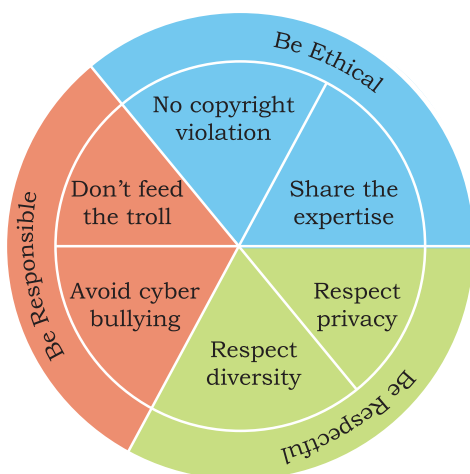 Be Ethical
No copyright
violation
Share the
expertise
Be Responsible
Don’t feed
the troll
Avoid cyber
bullying
Be Respectful
Respect
privacy
Respect
diversity